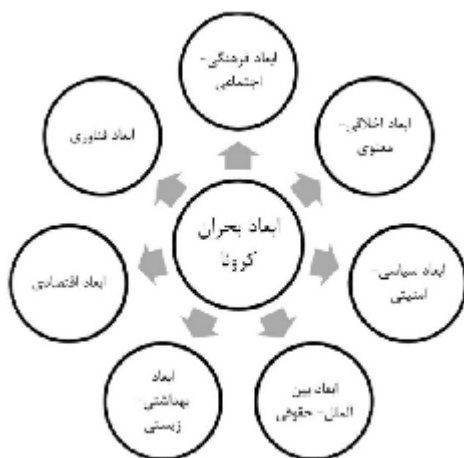 ابعاد فرهنگی-
اجتماعی
ابعاد اخلاقی-
معنوی
ابعاد فناوری
ابعاد بحران
کرونا
ابعاد سیاسی-
امنیتی
ابعاد اقتصادی
ابعاد بین
الملل- حقوقی
ابعاد
بهداشتی-
زیستی